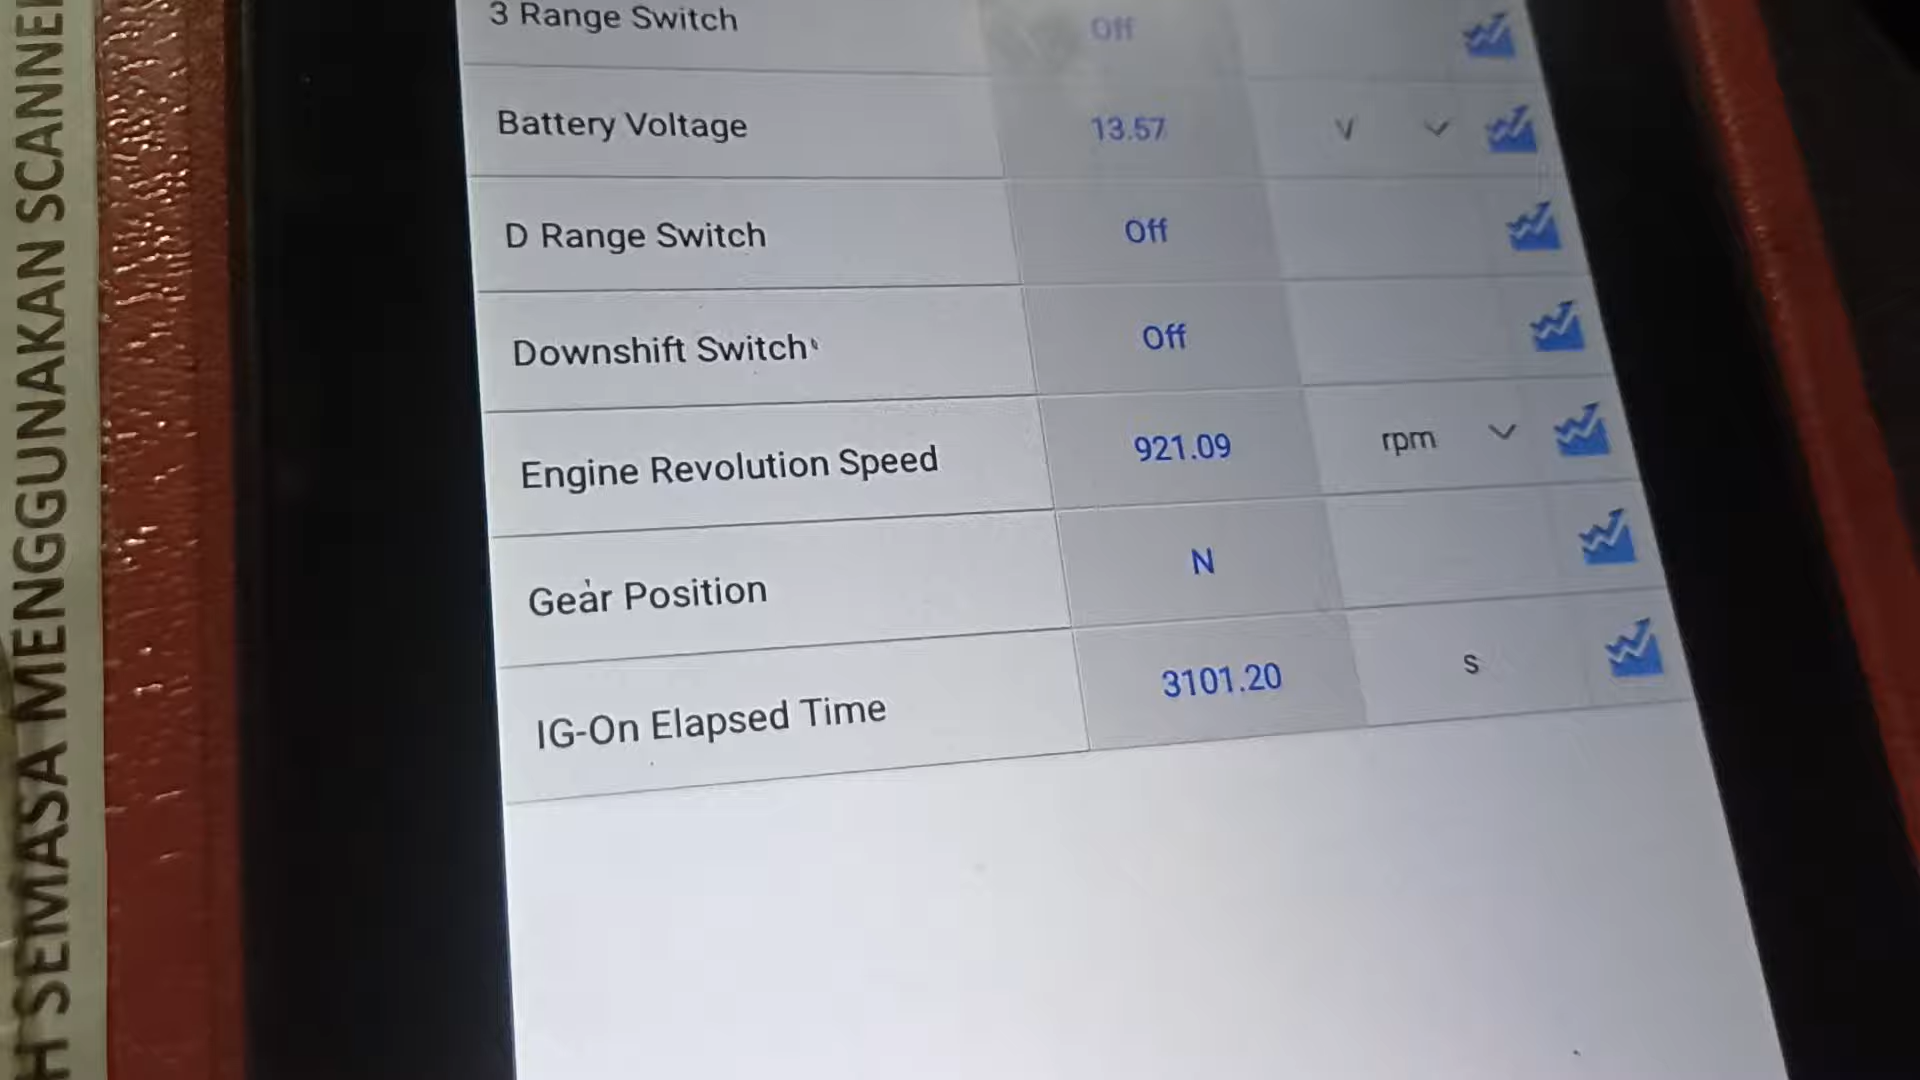 3 Range Switch Off
Battery Voltage 13.57 V
D Range Switch Off
Downshift Switch Off
Engine Revolution Speed 921.09 rpm
Gear Position N
IG-On Elapsed Time 3101.20 s
H SEMASA MENGGUNAKAN SCANNE